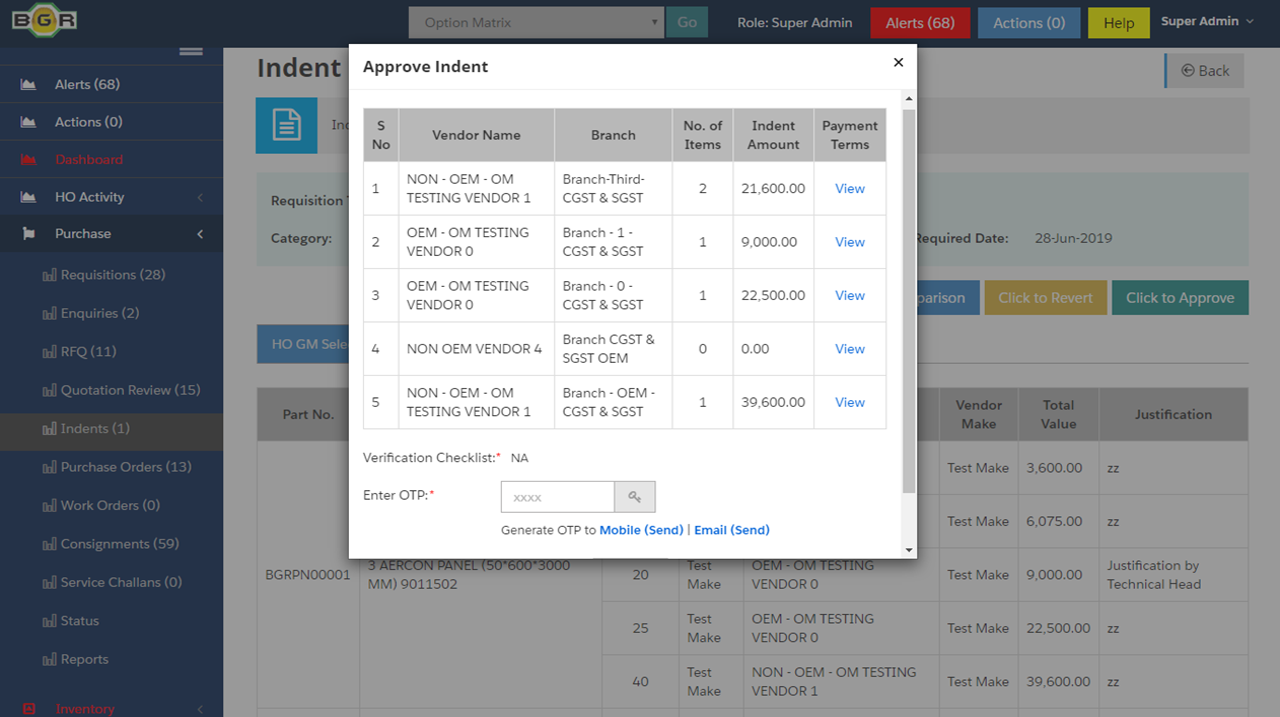 BGR
Option Matrix
Go
Role: Super Admin
Alerts (68)
Actions (0)
Help
Super Admin
Alerts (68)
Actions (0)
Dashboard
HO Activity
Purchase
Requisitions (28)
Enquiries (2)
RFQ (11)
Quotation Review (15)
Indents (1)
Purchase Orders (13)
Work Orders (0)
Consignments (59)
Service Challans (0)
Status
Reports
Inventory
Indent
Back
Requisition
Category:
Required Date: 28-Jun-2019
Click to Revert
Click to Approve
Approve Indent
×
S No
Vendor Name
Branch
No. of Items
Indent Amount
Payment Terms
1
NON - OEM - OM
TESTING VENDOR 1
Branch-Third-
CGST & SGST
2
21,600.00
View
2
OEM - OM TESTING
VENDOR 0
Branch - 1 -
CGST & SGST
1
9,000.00
View
3
OEM - OM TESTING
VENDOR 0
Branch - 0 -
CGST & SGST
1
22,500.00
View
4
NON OEM VENDOR 4
Branch CGST &
SGST OEM
0
0.00
View
5
NON - OEM - OM
TESTING VENDOR 1
Branch - OEM -
CGST & SGST
1
39,600.00
View
Verification Checklist:* NA
Enter OTP:*
xxxx
Generate OTP to Mobile (Send) | Email (Send)
HO GM
Part No.
Vendor
Make
Total
Value
Justification
Test Make
3,600.00
zz
Test Make
6,075.00
zz
BGRPN00001
3 AERCON PANEL (50*600*3000
MM) 9011502
20
Test
Make
OEM - OM TESTING
VENDOR 0
Test Make
9,000.00
Justification by
Technical Head
25
Test
Make
OEM - OM TESTING
VENDOR 0
Test Make
22,500.00
zz
40
Test
Make
NON - OEM - OM TESTING
VENDOR 1
Test Make
39,600.00
zz